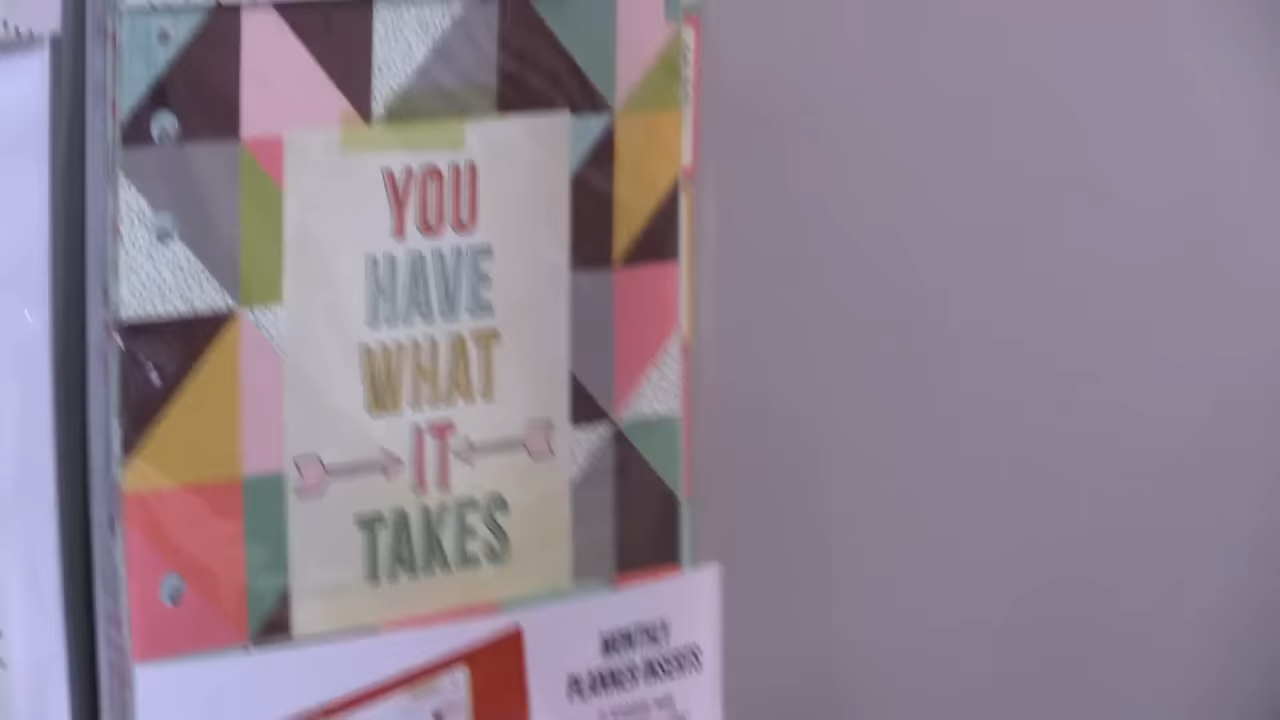 YOU
HAVE
WHAT
IT
TAKES
MONTHLY
PLANNER INSERTS